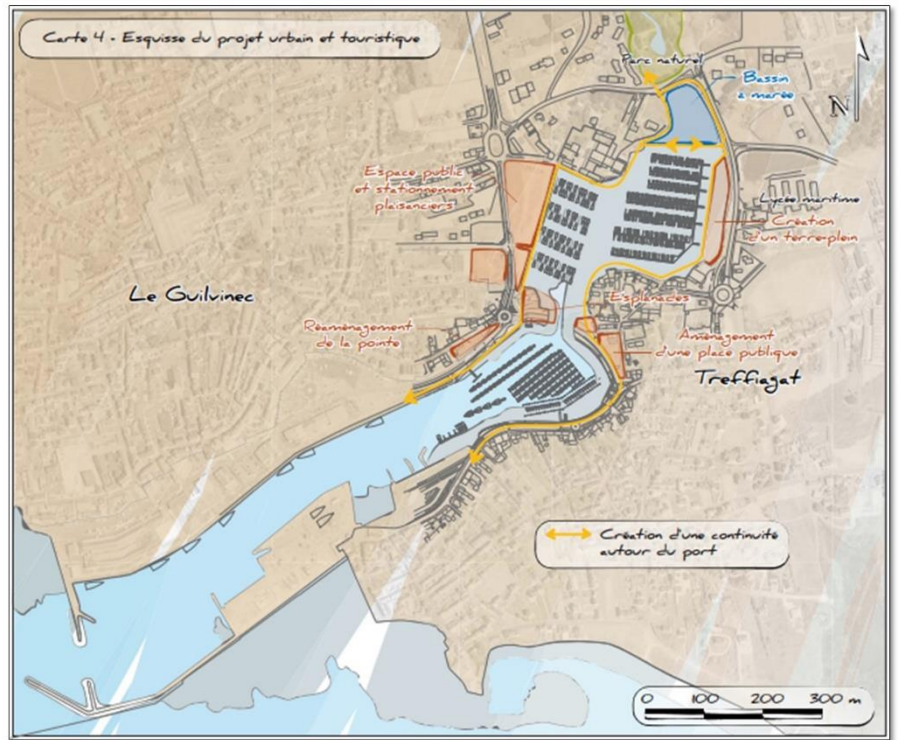 Carte 4 - Esquisse du projet urbain et touristique
Parc naturel
Bassin
à marée
N
Espace public
et stationnement
plaisanciers
Lycée maritime
Création
d'un terre-plein
Le Guilvinec
Esplanades
Réaménagement
de la pointe
Aménagement
d'une place publique
Treffiagat
Création d'une continuité
autour du port
0 100 200 300 m